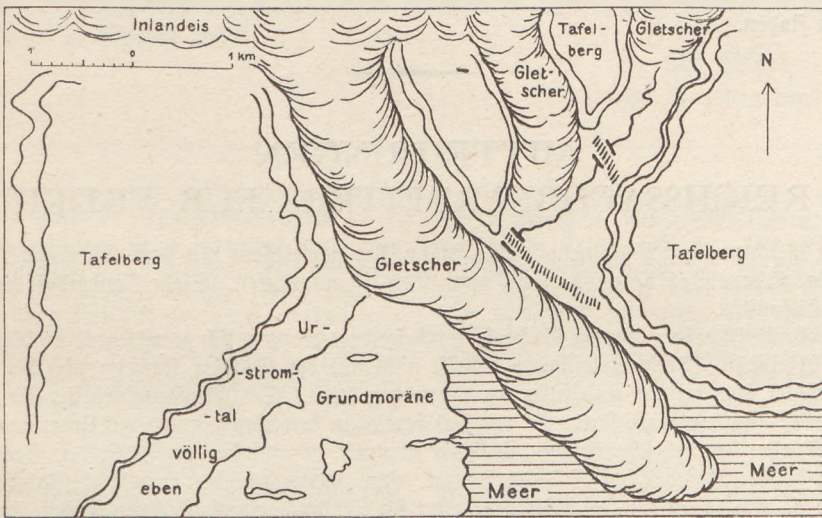 Inlandeis
Tafel-
berg
Gletscher
1
0
1 km
Glet-
scher
N
Tafelberg
Gletscher
Tafelberg
Ur-
-strom-
-tal
völlig
eben
Grundmoräne
Meer
Meer